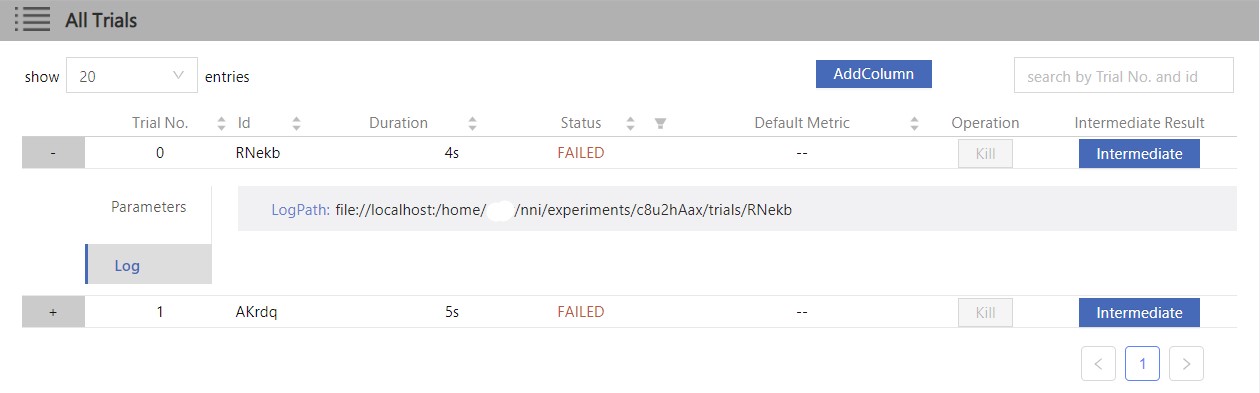 All Trials
show 20 entries AddColumn search by Trial No. and id
Trial No. Id Duration Status Default Metric Operation Intermediate Result
- 0 RNekb 4s FAILED -- Kill Intermediate
Parameters LogPath: file://localhost:/home/ /nni/experiments/c8u2hAax/trials/RNekb
Log
+ 1 AKrdq 5s FAILED -- Kill Intermediate
< 1 >